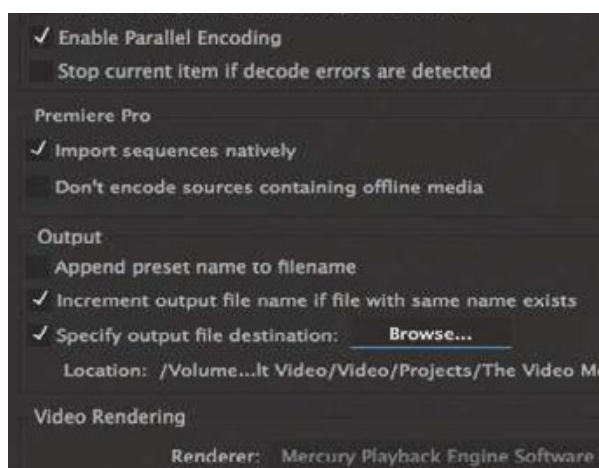 Enable Parallel Encoding
Stop current item if decode errors are detected
Premiere Pro
Import sequences natively
Don't encode sources containing offline media
Output
Append preset name to filename
Increment output file name if file with same name exists
Specify output file destination: Browse...
Location: /Volume...lt Video/Video/Projects/The Video
Video Rendering
Renderer: Mercury Playback Engine Software